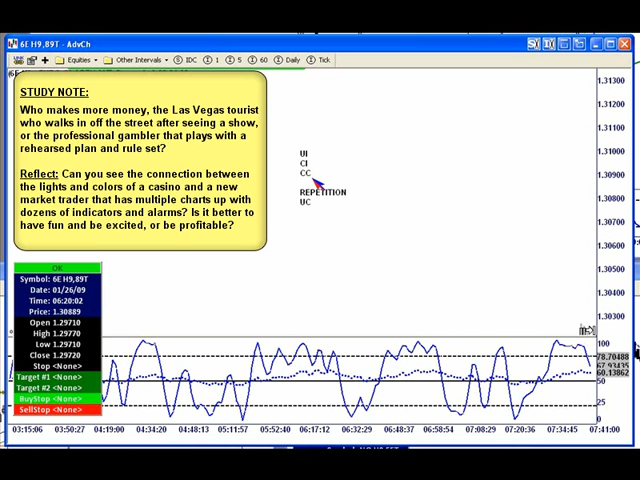 6E H9,89T - AdvCh
Equities Other Intervals IDC 1 5 60 Daily Tick
STUDY NOTE:
Who makes more money, the Las Vegas tourist
who walks in off the street after seeing a show,
or the professional gambler that plays with a
rehearsed plan and rule set?
Reflect: Can you see the connection between
the lights and colors of a casino and a new
market trader that has multiple charts up with
dozens of indicators and alarms? Is it better to
have fun and be excited, or be profitable?
UI
CI
CC
REPETITION
UC
1.31300
1.31000
1.30900
1.30800
1.30700
1.30600
1.30500
1.30400
1.30300
OK
Symbol: 6E H9,89T
Date: 01/26/09
Time: 06:20:02
Price: 1.30889
Open 1.29710
High 1.29770
Low 1.29710
Close 1.29720
Stop <None>
Target #1 <None>
Target #2 <None>
BuyStop <None>
SellStop <None>
100
78.70488
67.93435
60.13862
50
25
0
03:15:06 03:50:27 04:19:00 04:34:20 04:48:13 05:11:57 05:52:40 06:17:12 06:32:29 06:38:17 06:58:54 07:08:29 07:20:36 07:31:58 07:41:00